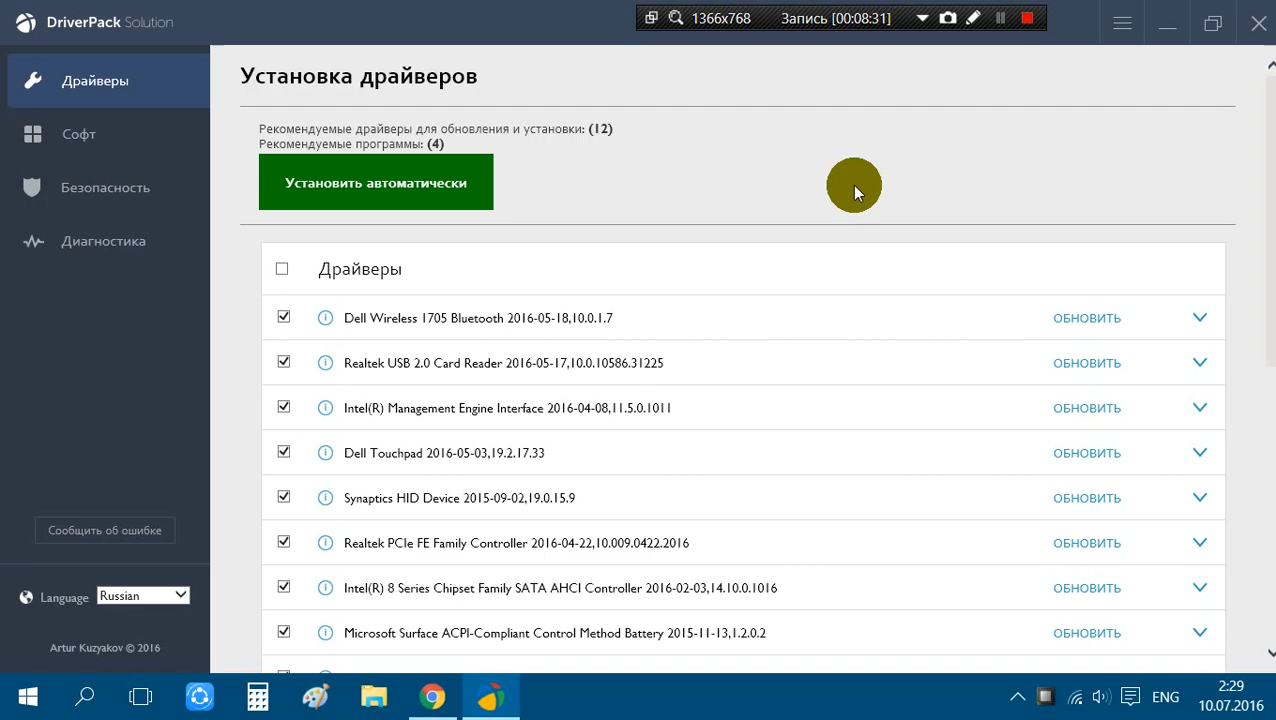 DriverPack Solution
1366x768 Запись [00:08:31]
Драйверы
Софт
Безопасность
Диагностика
Сообщить об ошибке
Language Russian
Artur Kuzyakov © 2016
Установка драйверов
Рекомендуемые драйверы для обновления и установки: (12)
Рекомендуемые программы: (4)
Установить автоматически
Драйверы
Dell Wireless 1705 Bluetooth 2016-05-18,10.0.1.7 ОБНОВИТЬ
Realtek USB 2.0 Card Reader 2016-05-17,10.0.10586.31225 ОБНОВИТЬ
Intel(R) Management Engine Interface 2016-04-08,11.5.0.1011 ОБНОВИТЬ
Dell Touchpad 2016-05-03,19.2.17.33 ОБНОВИТЬ
Synaptics HID Device 2015-09-02,19.0.15.9 ОБНОВИТЬ
Realtek PCIe FE Family Controller 2016-04-22,10.009.0422.2016 ОБНОВИТЬ
Intel(R) 8 Series Chipset Family SATA AHCI Controller 2016-02-03,14.10.0.1016 ОБНОВИТЬ
Microsoft Surface ACPI-Compliant Control Method Battery 2015-11-13,1.2.0.2 ОБНОВИТЬ
ENG
2:29
10.07.2016